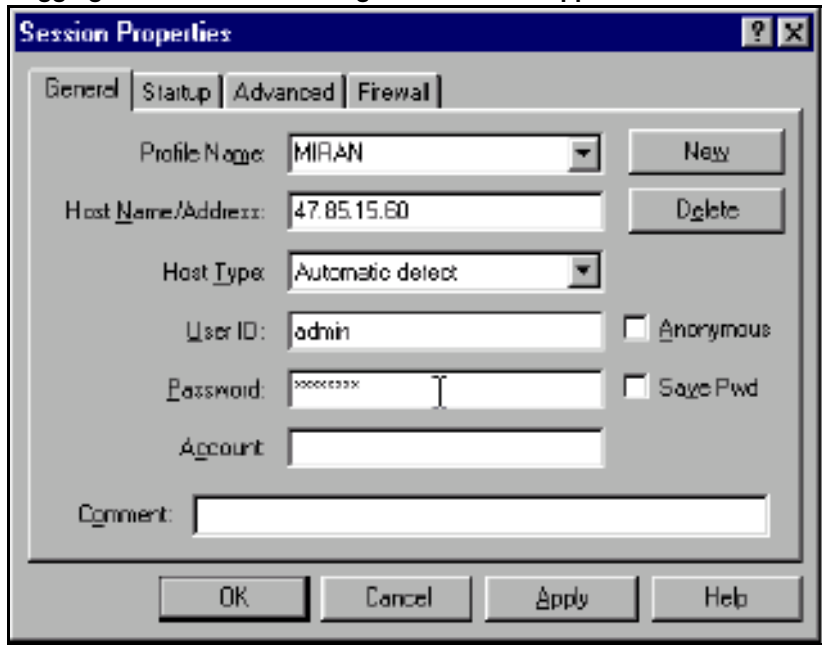 Session Properties ? X
General Startup Advanced Firewall
Profile Name: MIRAN New
Host Name/Address: 47.85.15.60 Delete
Host Type: Automatic detect
User ID: admin Anonymous
Password: xxxxxxxx Save Pwd
Account:
Comment:
OK Cancel Apply Help